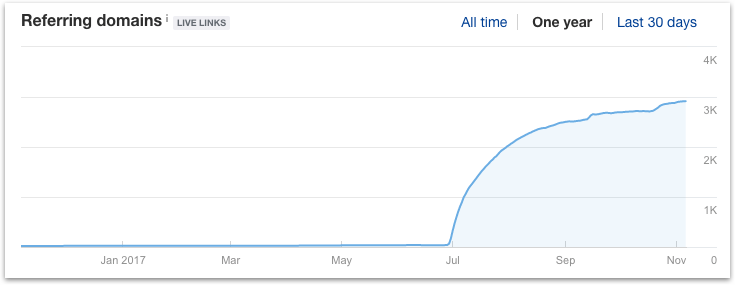 Referring domains i LIVE LINKS All time One year Last 30 days
4K
3K
2K
1K
Jan 2017 Mar May Jul Sep Nov 0